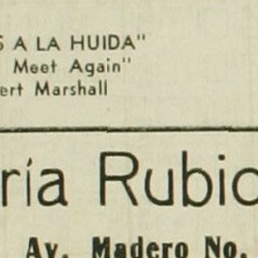 S A LA HUIDA"
Meet Again"
ert Marshall
ría Rubio
Av. Madero No.